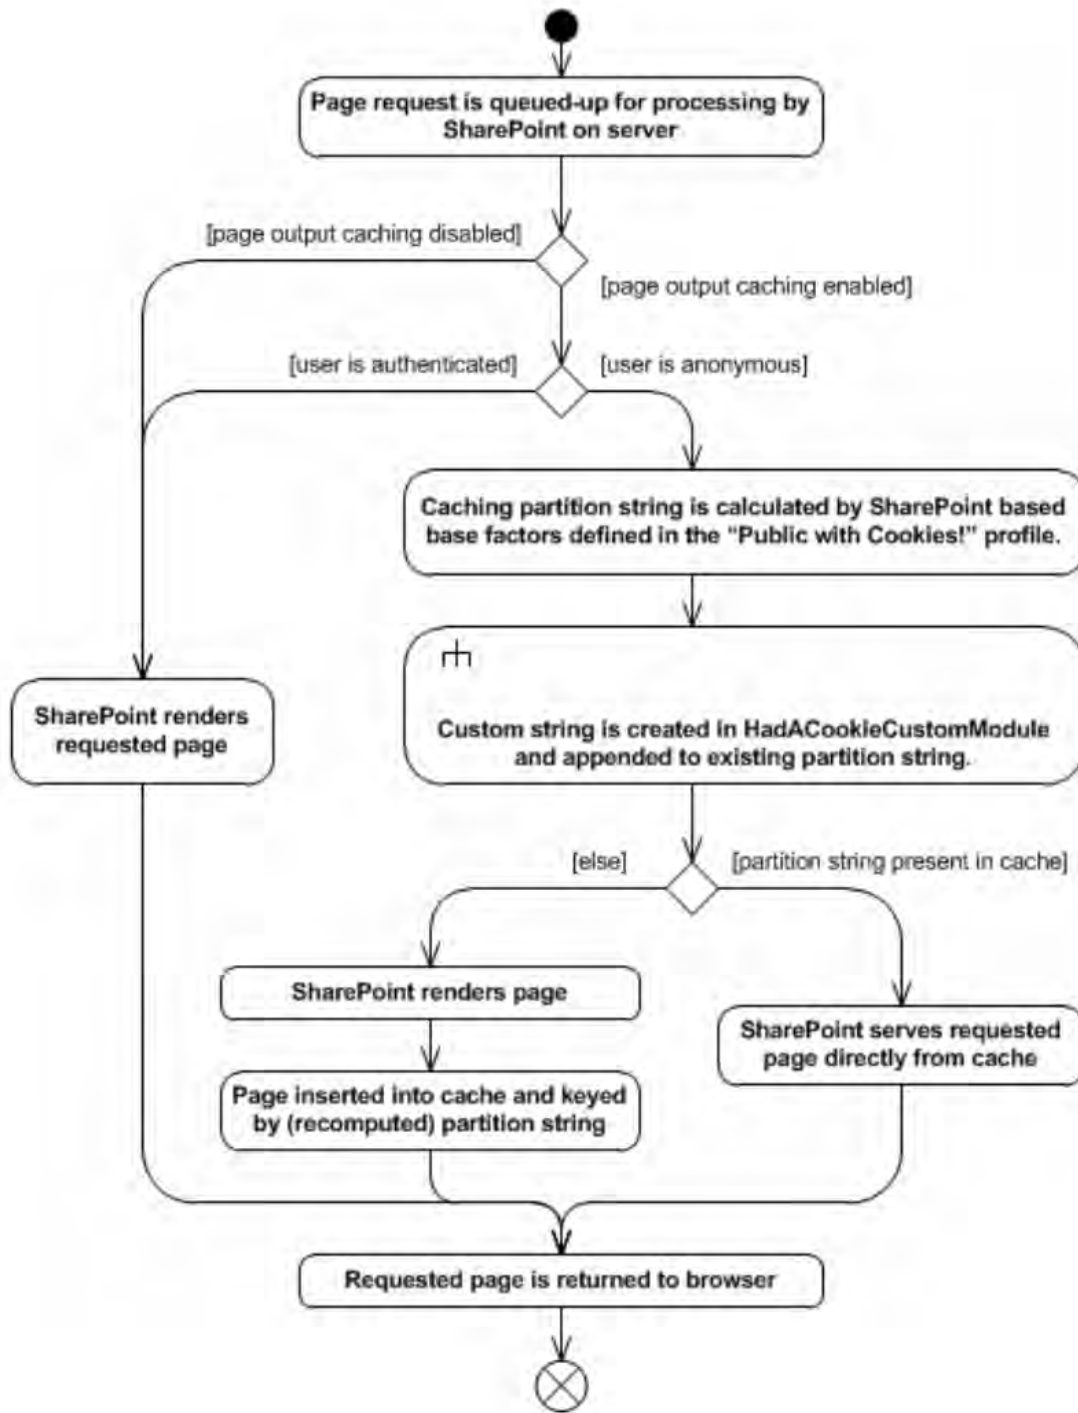 Page request is queued-up for processing by
SharePoint on server
[page output caching disabled]
[page output caching enabled]
[user is authenticated]
[user is anonymous]
Caching partition string is calculated by SharePoint based
base factors defined in the “Public with Cookies!” profile.
SharePoint renders
requested page
Custom string is created in HadACookieCustomModule
and appended to existing partition string.
[else]
[partition string present in cache]
SharePoint renders page
SharePoint serves requested
page directly from cache
Page inserted into cache and keyed
by (recomputed) partition string
Requested page is returned to browser